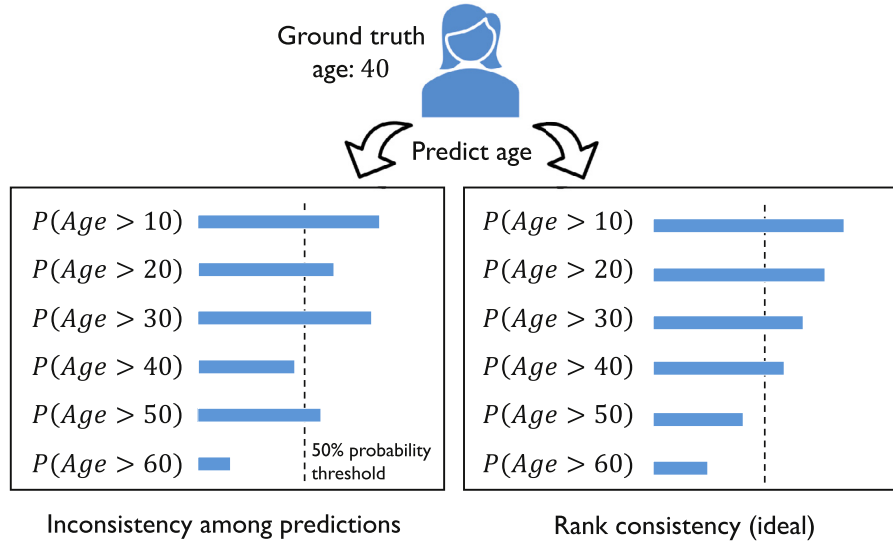 Ground truth
age: 40
Predict age
P(Age > 10)
P(Age > 20)
P(Age > 30)
P(Age > 40)
P(Age > 50)
P(Age > 60)
50% probability
threshold
Inconsistency among predictions
P(Age > 10)
P(Age > 20)
P(Age > 30)
P(Age > 40)
P(Age > 50)
P(Age > 60)
Rank consistency (ideal)